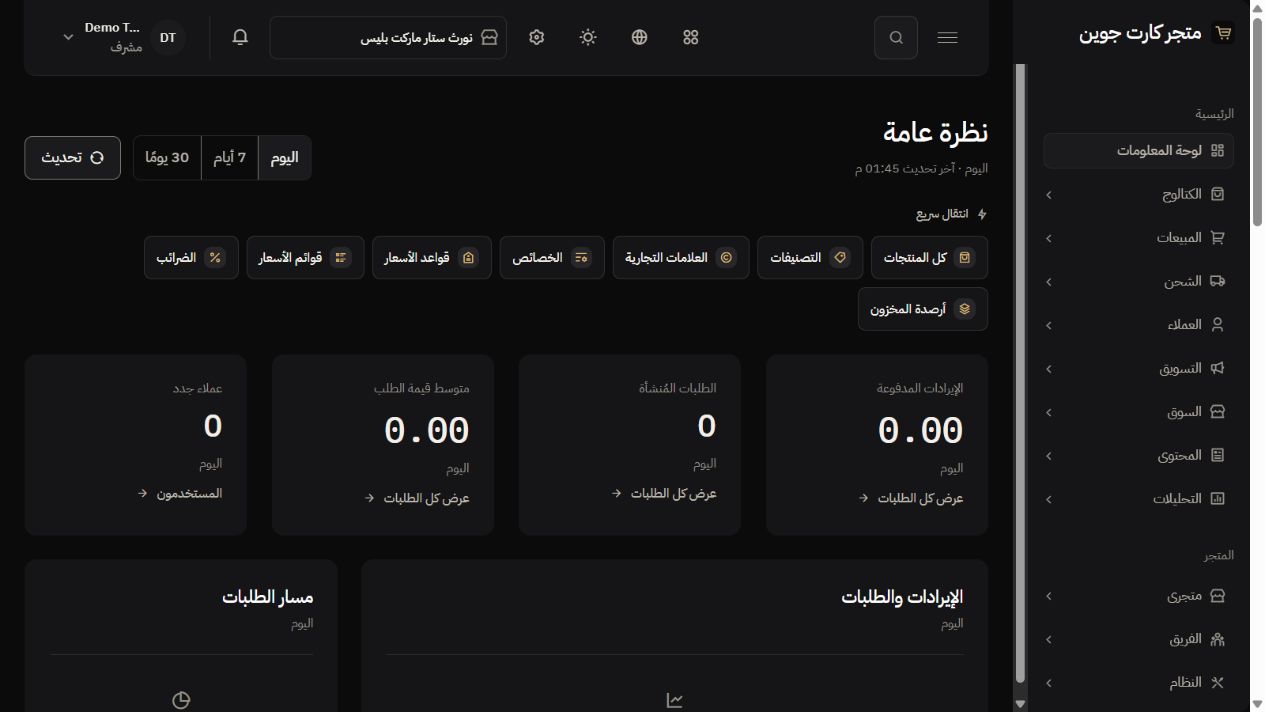 متجر كارت جوين
الرئيسية
لوحة المعلومات
الكتالوج
المبيعات
الشحن
العملاء
التسويق
السوق
المحتوى
التحليلات
المتجر
متجري
الفريق
النظام
نورث ستار ماركت بليس
DT
Demo T...
مشرف
نظرة عامة
اليوم · آخر تحديث 01:45 م
اليوم
7 أيام
30 يومًا
تحديث
انتقال سريع
كل المنتجات
التصنيفات
العلامات التجارية
الخصائص
قواعد الأسعار
قوائم الأسعار
الضرائب
أرصدة المخزون
الإيرادات المدفوعة
0.00
اليوم
عرض كل الطلبات
الطلبات المُنشأة
0
اليوم
عرض كل الطلبات
متوسط قيمة الطلب
0.00
اليوم
عرض كل الطلبات
عملاء جدد
0
اليوم
المستخدمون
الإيرادات والطلبات
اليوم
مسار الطلبات
اليوم